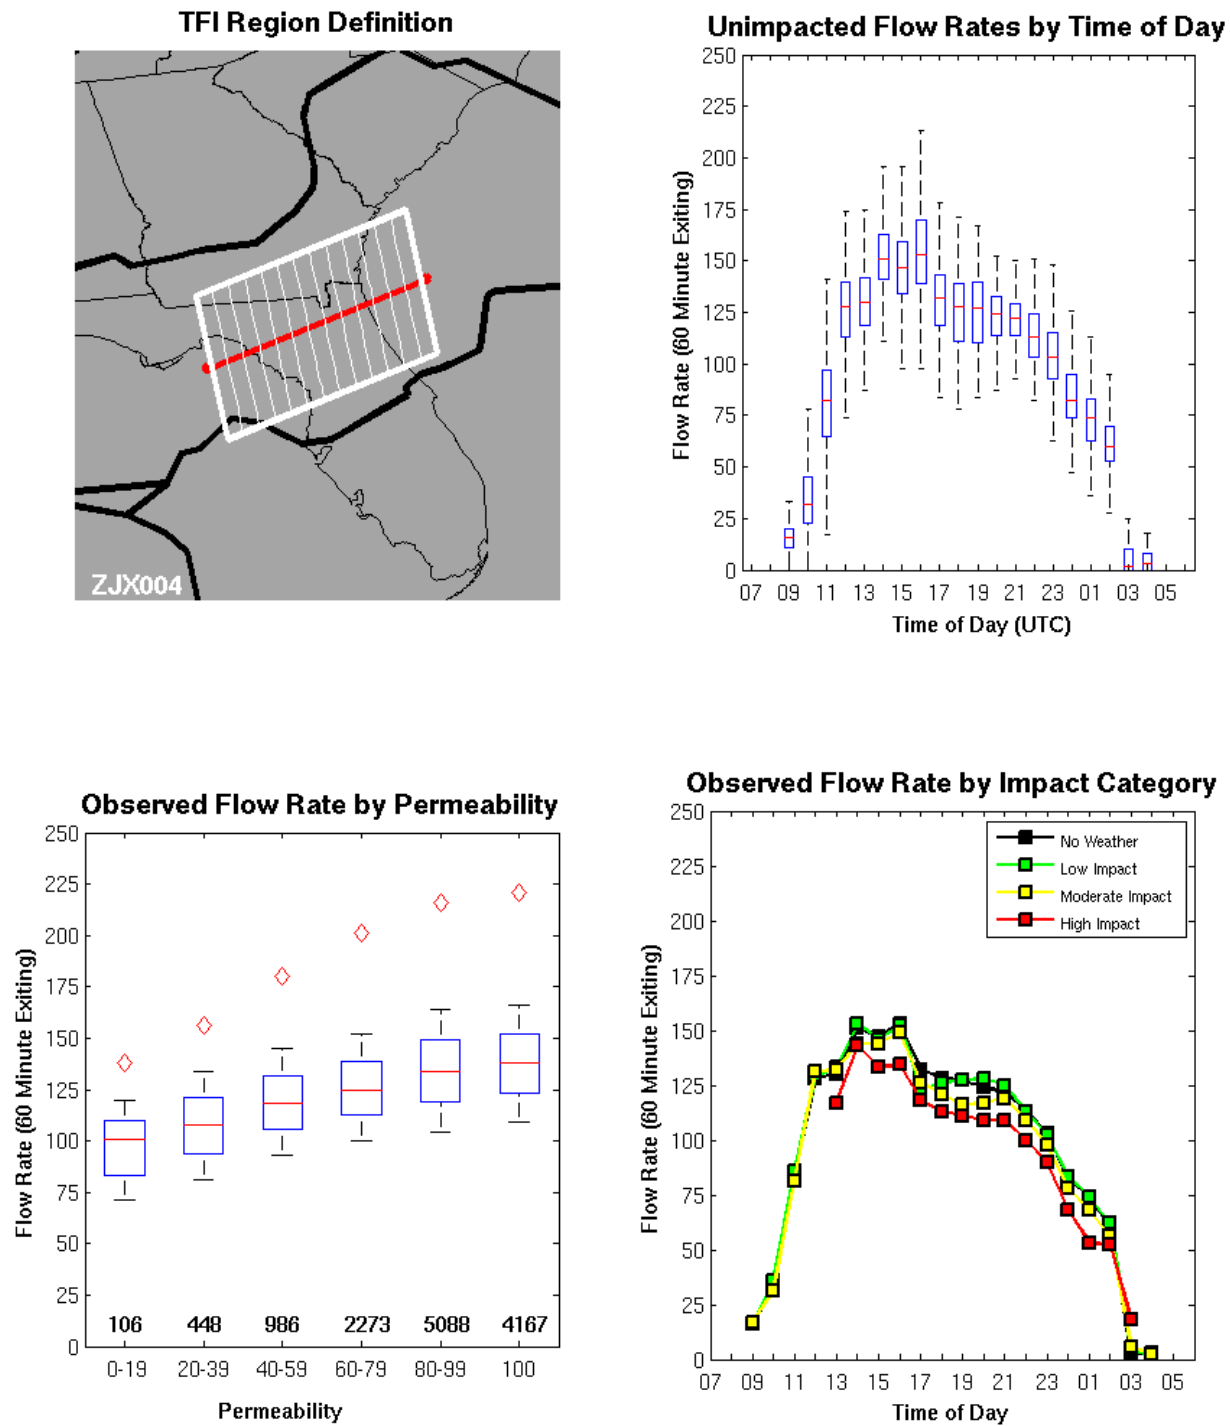 TFI Region Definition
ZJX004
Unimpacted Flow Rates by Time of Day
Flow Rate (60 Minute Exiting)
250
225
200
175
150
125
100
75
50
25
0
07 09 11 13 15 17 19 21 23 01 03 05
Time of Day (UTC)
Observed Flow Rate by Permeability
Flow Rate (60 Minute Exiting)
250
225
200
175
150
125
100
75
50
25
0
106 448 986 2273 5088 4167
0-19 20-39 40-59 60-79 80-99 100
Permeability
Observed Flow Rate by Impact Category
Flow Rate (60 Minute Exiting)
250
225
200
175
150
125
100
75
50
25
0
No Weather
Low Impact
Moderate Impact
High Impact
07 09 11 13 15 17 19 21 23 01 03 05
Time of Day